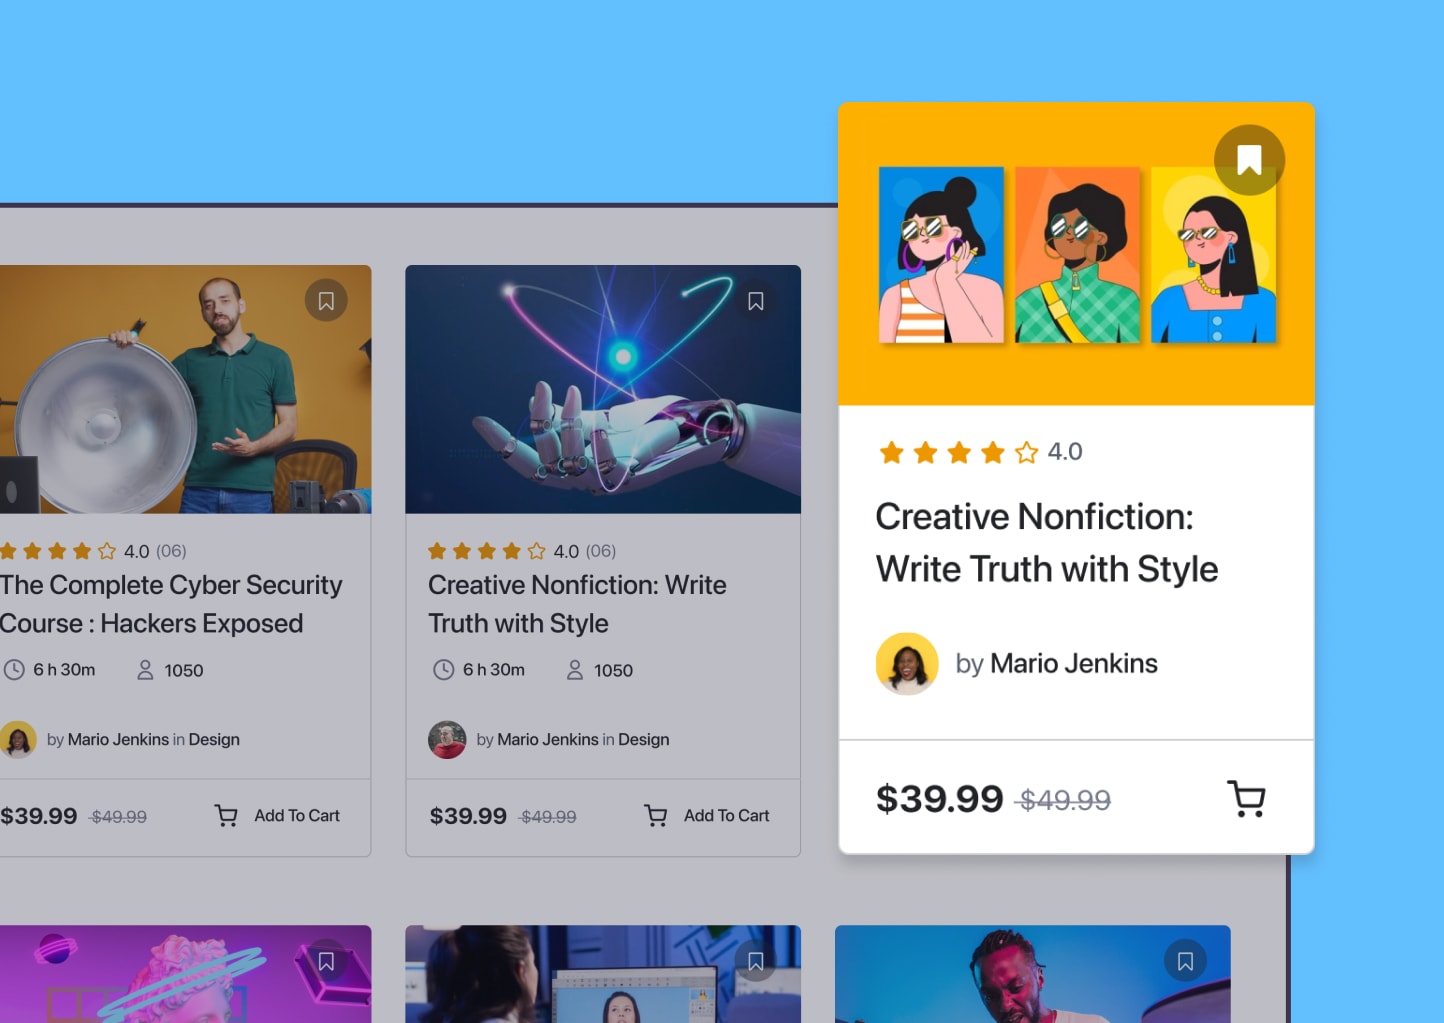 4.0 (06)
The Complete Cyber Security
Course : Hackers Exposed
6 h 30m 1050
by Mario Jenkins in Design
$39.99 $49.99 Add To Cart
4.0 (06)
Creative Nonfiction: Write
Truth with Style
6 h 30m 1050
by Mario Jenkins in Design
$39.99 $49.99 Add To Cart
4.0
Creative Nonfiction:
Write Truth with Style
by Mario Jenkins
$39.99 $49.99